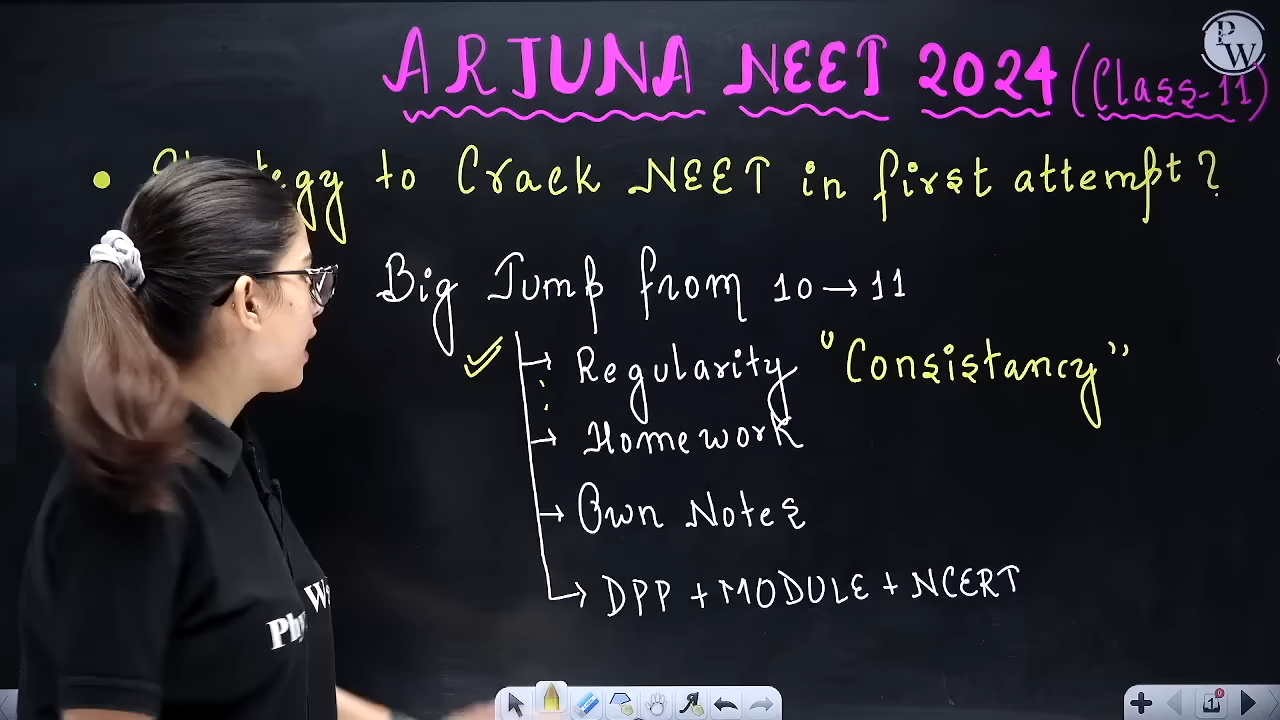 ARJUNA NEET 2024 (Class-11)
PW
to Crack NEET in first attempt?
Big Jump from 10→11
Regularity "Consistancy"
Homework
Own Notes
DPP + MODULE + NCERT